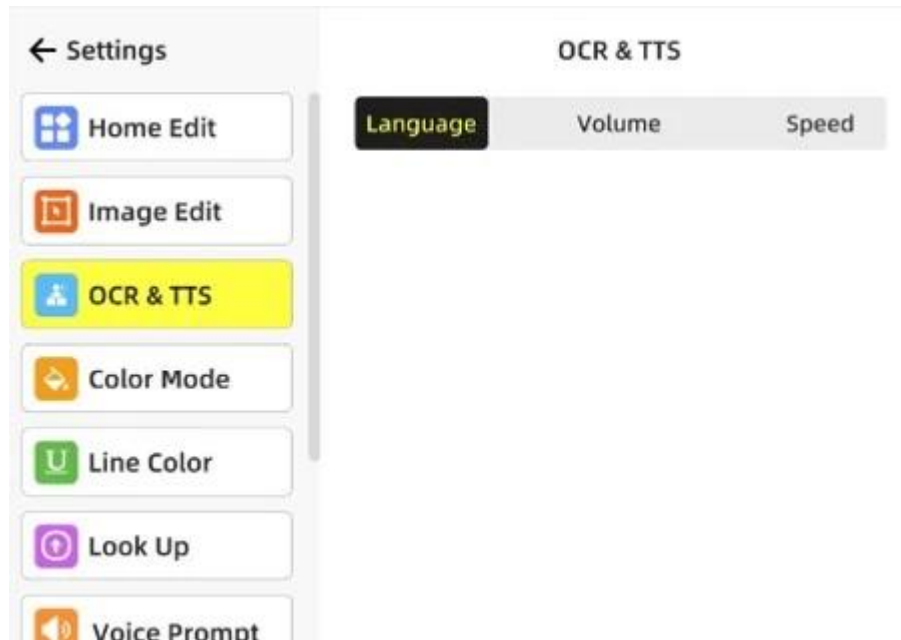 ← Settings
Home Edit
Image Edit
OCR & TTS
Color Mode
U Line Color
Look Up
Voice Prompt
OCR & TTS
Language Volume Speed